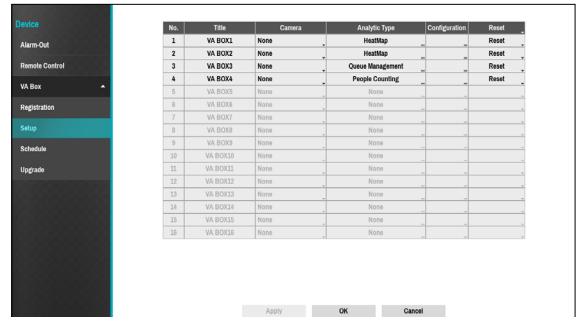 Device
Alarm-Out
Remote Control
VA Box
Registration
Setup
Schedule
Upgrade
No. Title Camera Analytic Type Configuration Reset
1 VA BOX1 None HeatMap ... ... Reset
2 VA BOX2 None HeatMap ... ... Reset
3 VA BOX3 None Queue Management ... ... Reset
4 VA BOX4 None People Counting ... ... Reset
5 VA BOX5 None None
6 VA BOX6 None None
7 VA BOX7 None None
8 VA BOX8 None None
9 VA BOX9 None None
10 VA BOX10 None None
11 VA BOX11 None None
12 VA BOX12 None None
13 VA BOX13 None None
14 VA BOX14 None None
15 VA BOX15 None None
16 VA BOX16 None None
Apply OK Cancel